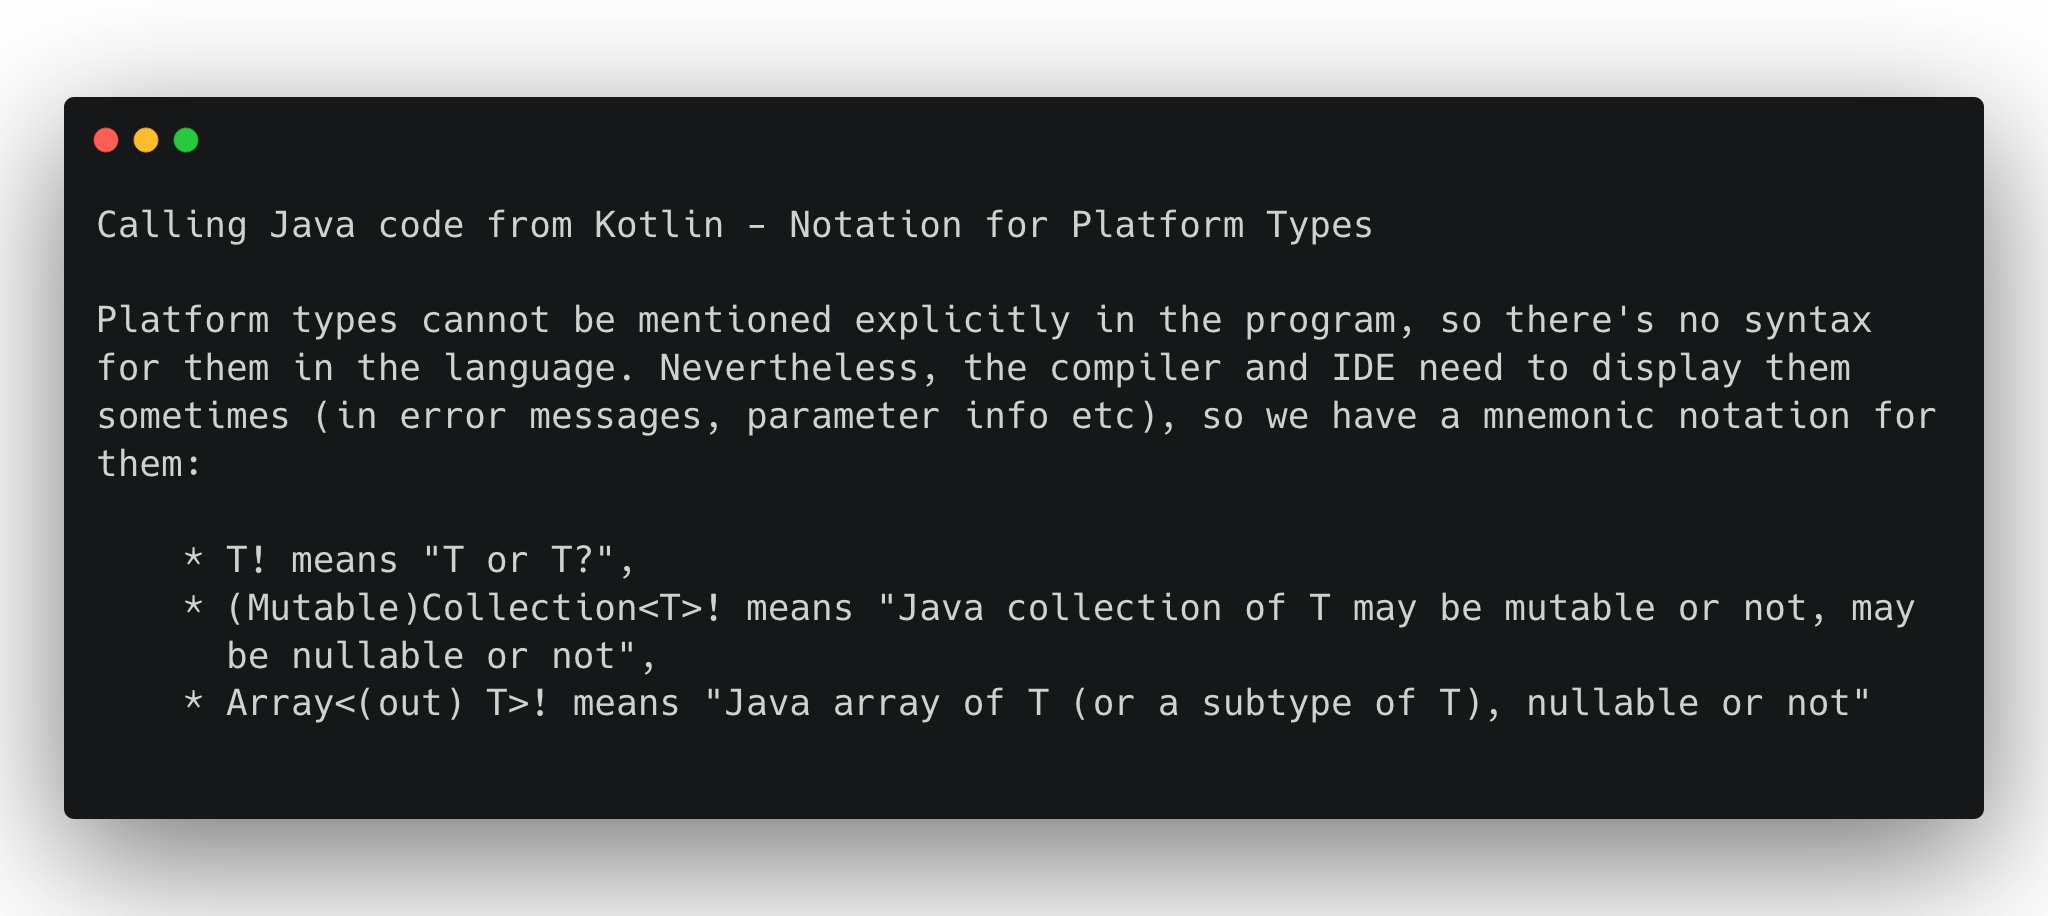 Calling Java code from Kotlin - Notation for Platform Types
Platform types cannot be mentioned explicitly in the program, so there's no syntax
for them in the language. Nevertheless, the compiler and IDE need to display them
sometimes (in error messages, parameter info etc), so we have a mnemonic notation for
them:
* T! means "T or T?",
* (Mutable)Collection<T>! means "Java collection of T may be mutable or not, may
be nullable or not",
* Array<(out) T>! means "Java array of T (or a subtype of T), nullable or not"